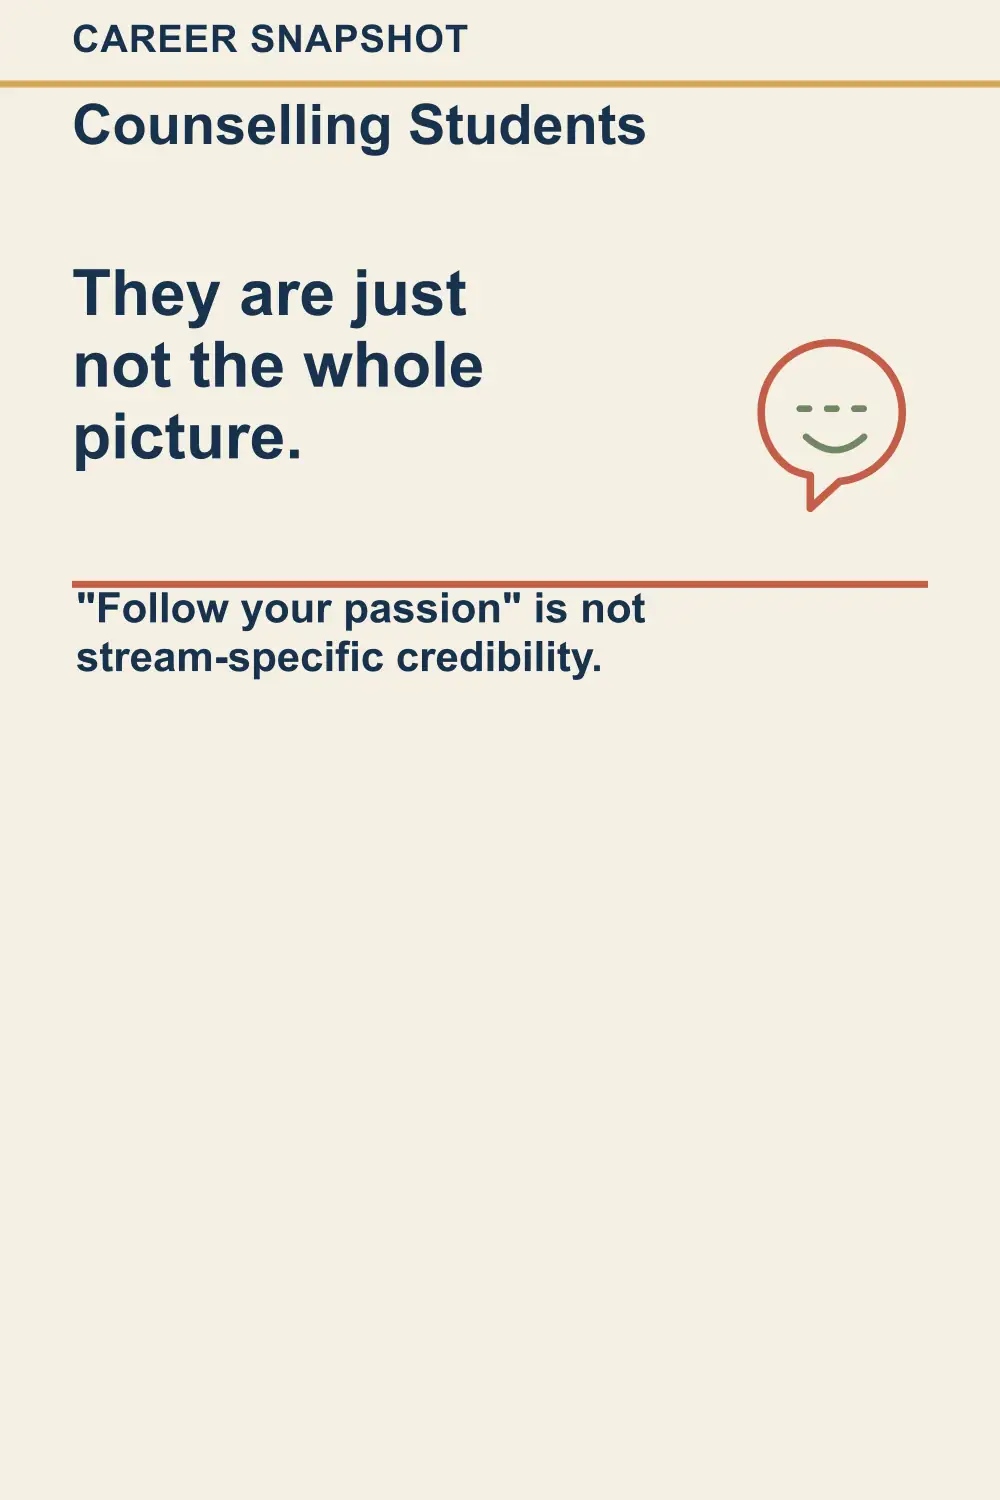 CAREER SNAPSHOT
Counselling Students
They are just
not the whole
picture.
"Follow your passion" is not
stream-specific credibility.